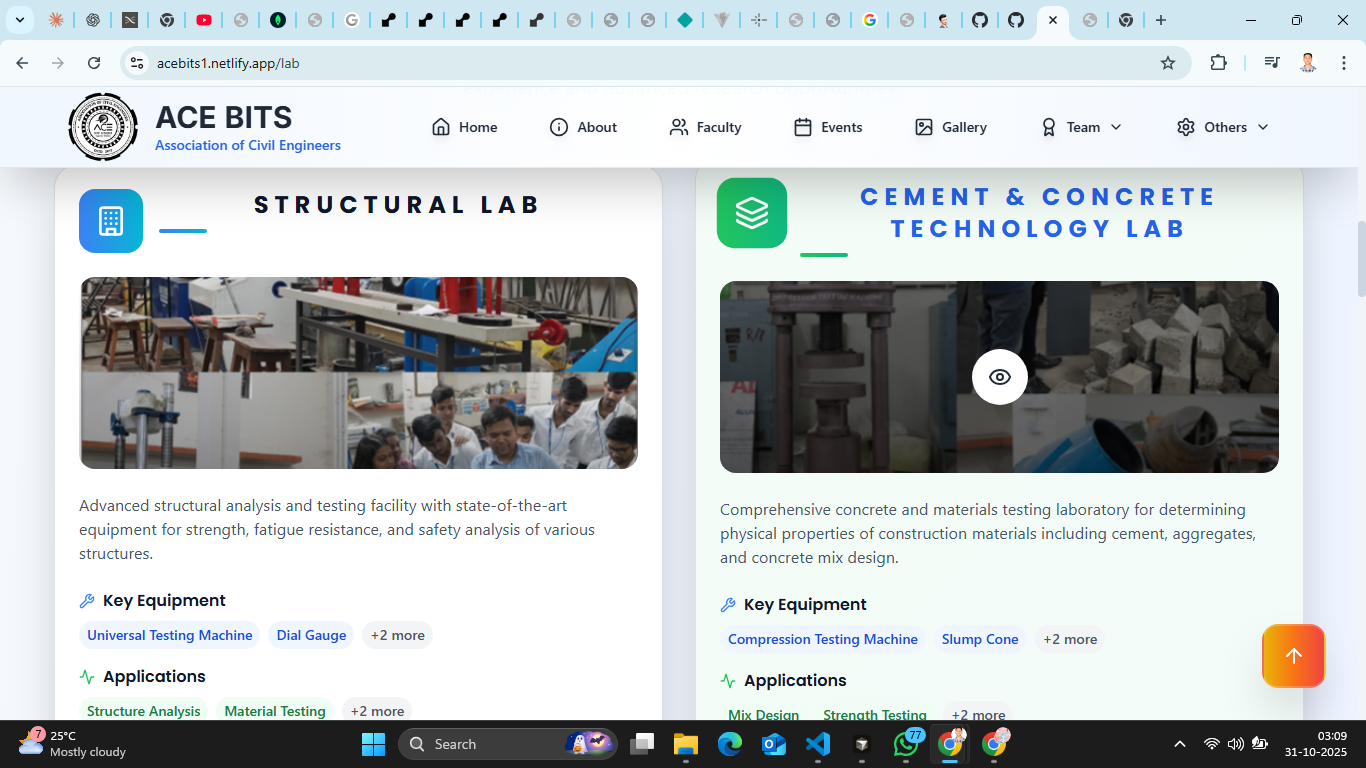 acebits1.netlify.app/lab
ACE BITS
Association of Civil Engineers
Home
About
Faculty
Events
Gallery
Team
Others
STRUCTURAL LAB
Advanced structural analysis and testing facility with state-of-the-art
equipment for strength, fatigue resistance, and safety analysis of various
structures.
Key Equipment
Universal Testing Machine
Dial Gauge
+2 more
Applications
Structure Analysis
Material Testing
+2 more
CEMENT & CONCRETE
TECHNOLOGY LAB
Comprehensive concrete and materials testing laboratory for determining
physical properties of construction materials including cement, aggregates,
and concrete mix design.
Key Equipment
Compression Testing Machine
Slump Cone
+2 more
Applications
Mix Design
Strength Testing
+2 more
7
25°C
Mostly cloudy
Search
77
03:09
31-10-2025